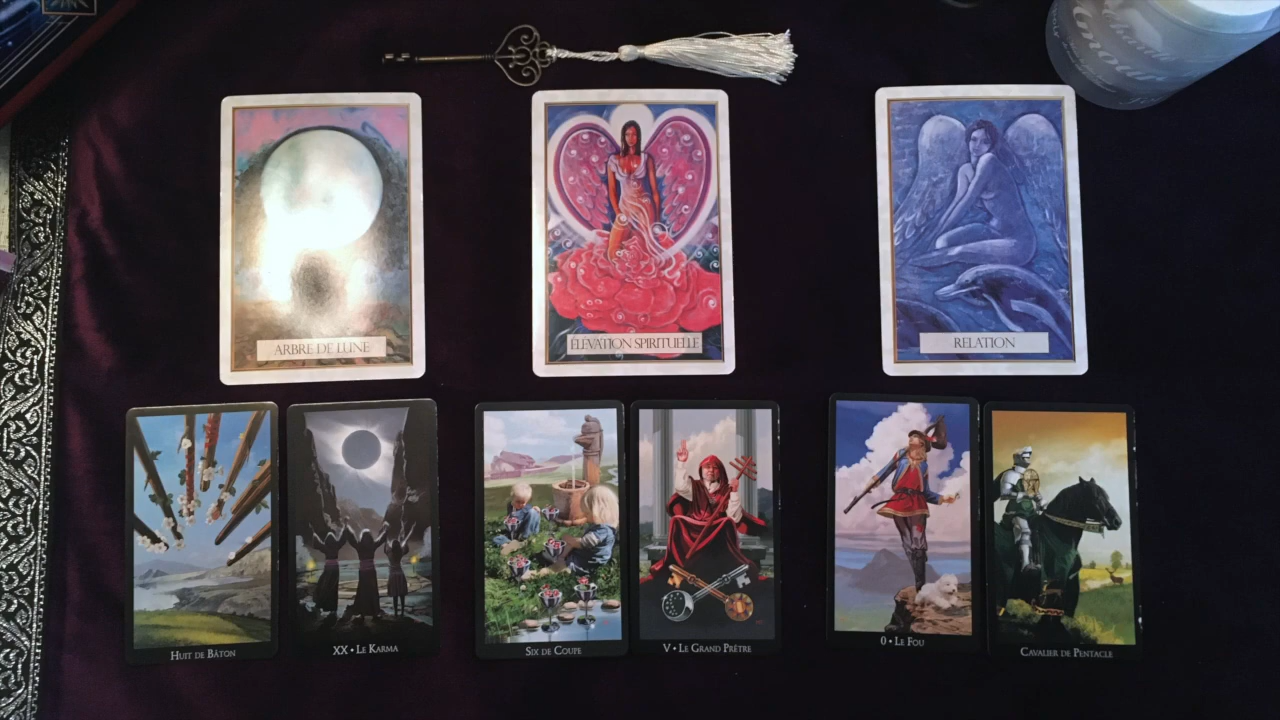 ARBRE DE LUNE
ÉLÉVATION SPIRITUELLE
RELATION
HUIT DE BÂTON
XX • LE KARMA
SIX DE COUPE
V • LE GRAND PRÊTRE
0 • LE FOU
CAVALIER DE PENTACLE